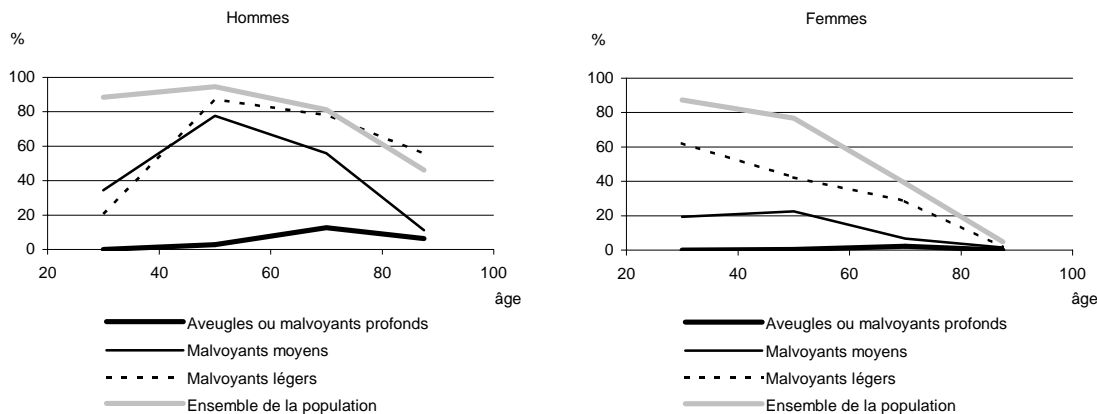 Hommes
%
100
80
60
40
20
0
20 40 60 80 100
âge
Aveugles ou malvoyants profonds
Malvoyants moyens
Malvoyants légers
Ensemble de la population
Femmes
%
100
80
60
40
20
0
20 40 60 80 100
âge
Aveugles ou malvoyants profonds
Malvoyants moyens
Malvoyants légers
Ensemble de la population